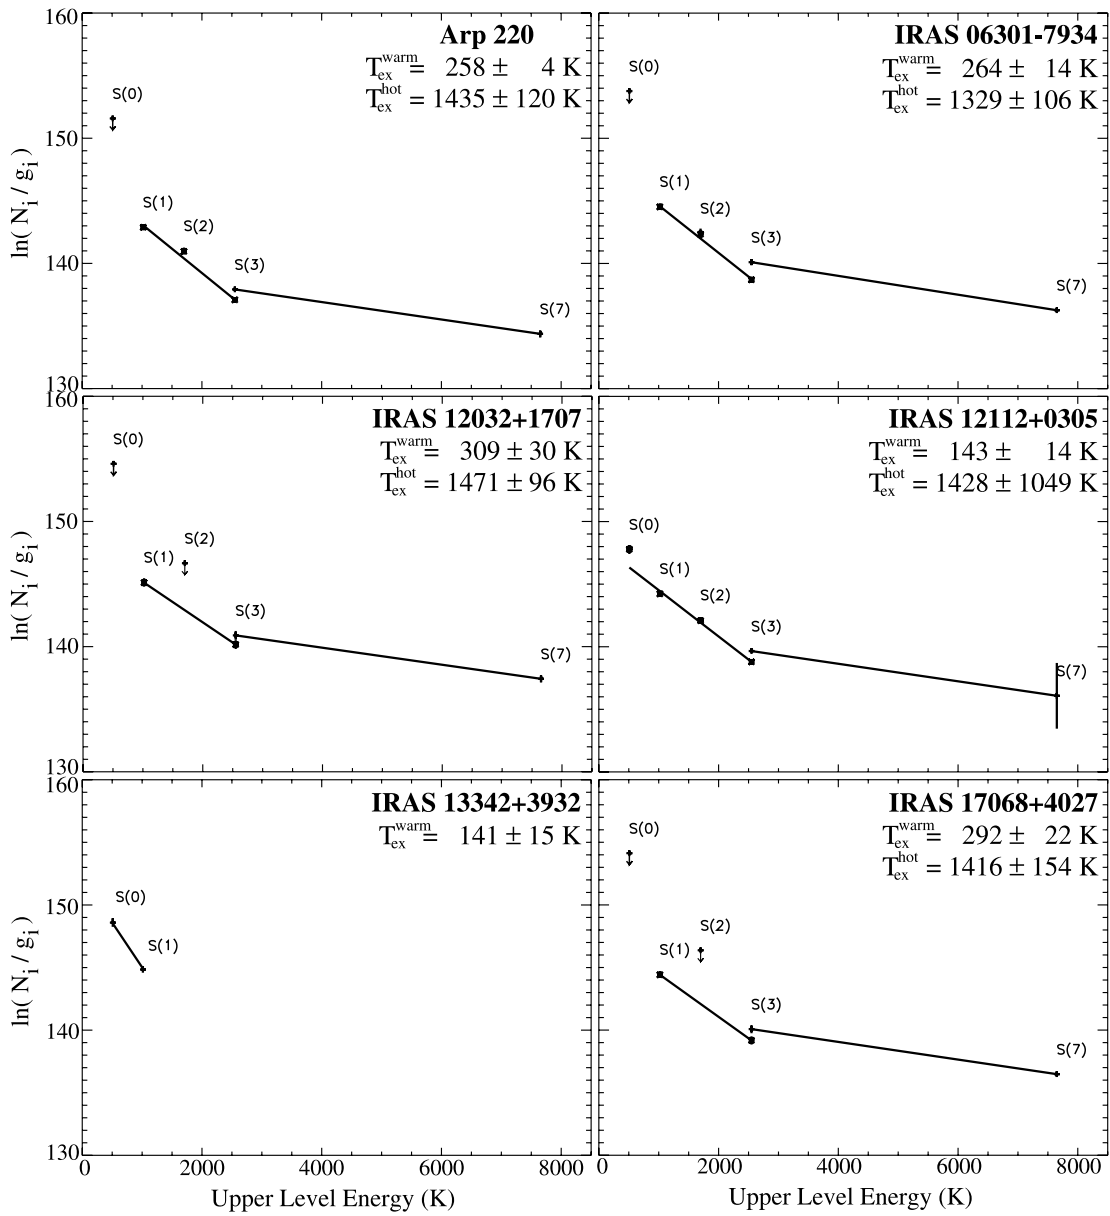 160
150
140
130
ln( N_i / g_i )
Arp 220
T_ex^warm = 258 ± 4 K
T_ex^hot = 1435 ± 120 K
S(0)
S(1)
S(2)
S(3)
S(7)
IRAS 06301-7934
T_ex^warm = 264 ± 14 K
T_ex^hot = 1329 ± 106 K
S(0)
S(1)
S(2)
S(3)
S(7)
160
150
140
130
ln( N_i / g_i )
IRAS 12032+1707
T_ex^warm = 309 ± 30 K
T_ex^hot = 1471 ± 96 K
S(0)
S(1)
S(2)
S(3)
S(7)
IRAS 12112+0305
T_ex^warm = 143 ± 14 K
T_ex^hot = 1428 ± 1049 K
S(0)
S(1)
S(2)
S(3)
S(7)
160
150
140
130
ln( N_i / g_i )
IRAS 13342+3932
T_ex^warm = 141 ± 15 K
S(0)
S(1)
IRAS 17068+4027
T_ex^warm = 292 ± 22 K
T_ex^hot = 1416 ± 154 K
S(0)
S(2)
S(1)
S(3)
S(7)
0 2000 4000 6000 8000
Upper Level Energy (K)
0 2000 4000 6000 8000
Upper Level Energy (K)